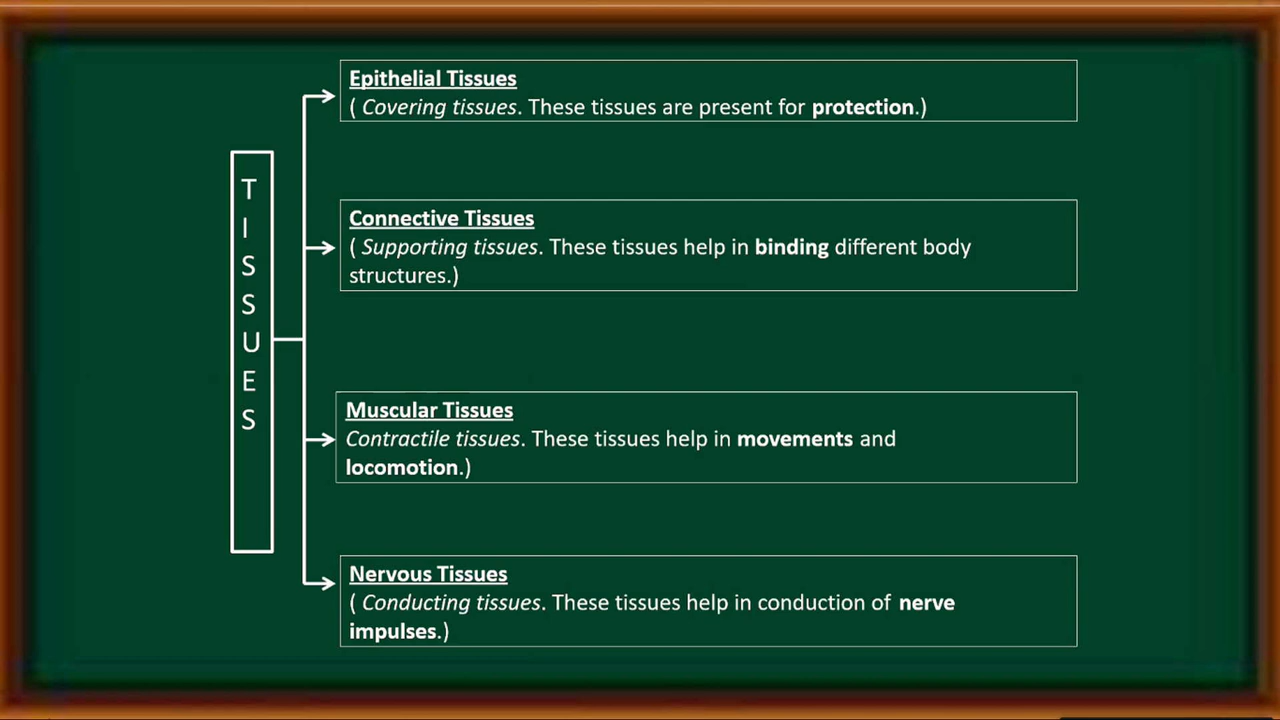 TISSUES
Epithelial Tissues
( Covering tissues. These tissues are present for protection.)
Connective Tissues
( Supporting tissues. These tissues help in binding different body
structures.)
Muscular Tissues
Contractile tissues. These tissues help in movements and
locomotion.)
Nervous Tissues
( Conducting tissues. These tissues help in conduction of nerve
impulses.)